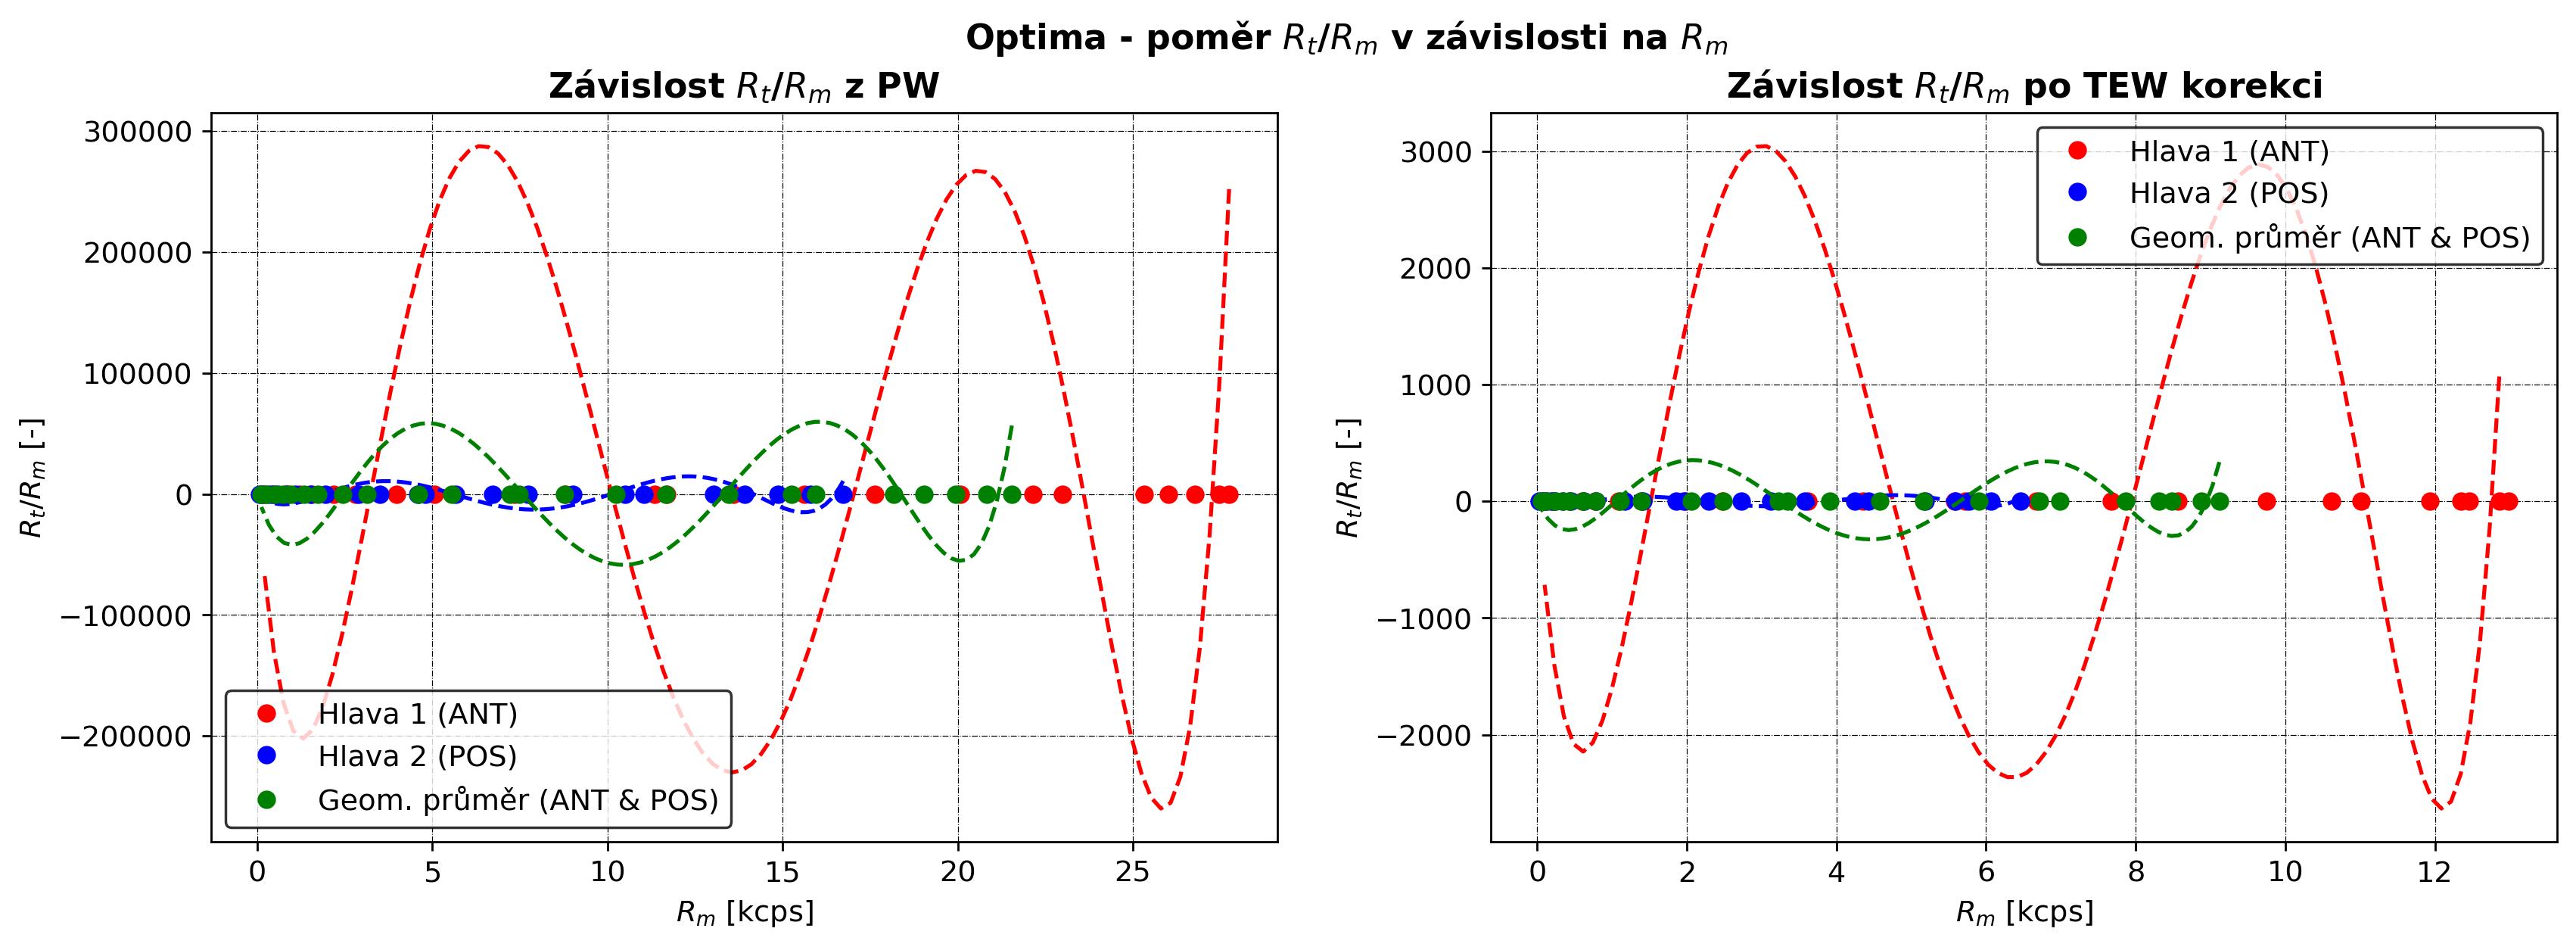 Optima - poměr R_t/R_m v závislosti na R_m
Závislost R_t/R_m z PW
300000
200000
100000
0
−100000
−200000
R_t/R_m [-]
Hlava 1 (ANT)
Hlava 2 (POS)
Geom. průměr (ANT & POS)
0 5 10 15 20 25
R_m [kcps]
Závislost R_t/R_m po TEW korekci
3000
2000
1000
0
−1000
−2000
R_t/R_m [-]
Hlava 1 (ANT)
Hlava 2 (POS)
Geom. průměr (ANT & POS)
0 2 4 6 8 10 12
R_m [kcps]